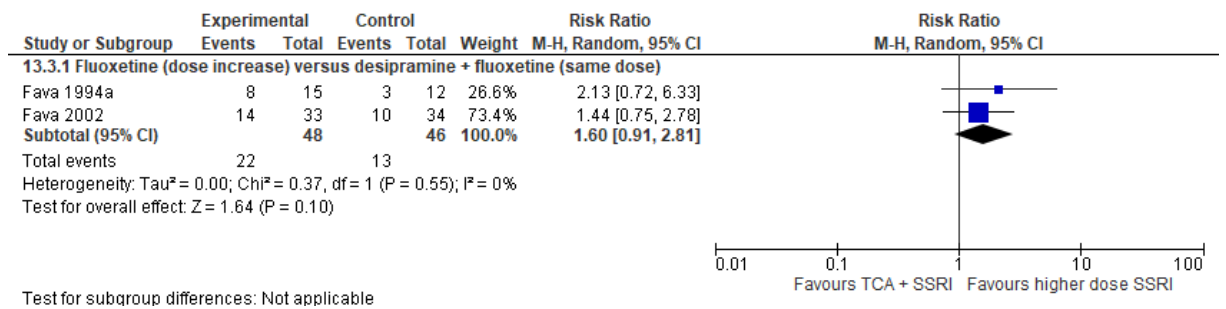 Experimental Control Risk Ratio Risk Ratio
Study or Subgroup Events Total Events Total Weight M-H, Random, 95% CI M-H, Random, 95% CI
13.3.1 Fluoxetine (dose increase) versus desipramine + fluoxetine (same dose)
Fava 1994a 8 15 3 12 26.6% 2.13 [0.72, 6.33]
Fava 2002 14 33 10 34 73.4% 1.44 [0.75, 2.78]
Subtotal (95% CI) 48 46 100.0% 1.60 [0.91, 2.81]
Total events 22 13
Heterogeneity: Tau² = 0.00; Chi² = 0.37, df = 1 (P = 0.55); I² = 0%
Test for overall effect: Z = 1.64 (P = 0.10)
0.01 0.1 1 10 100
Favours TCA + SSRI Favours higher dose SSRI
Test for subgroup differences: Not applicable